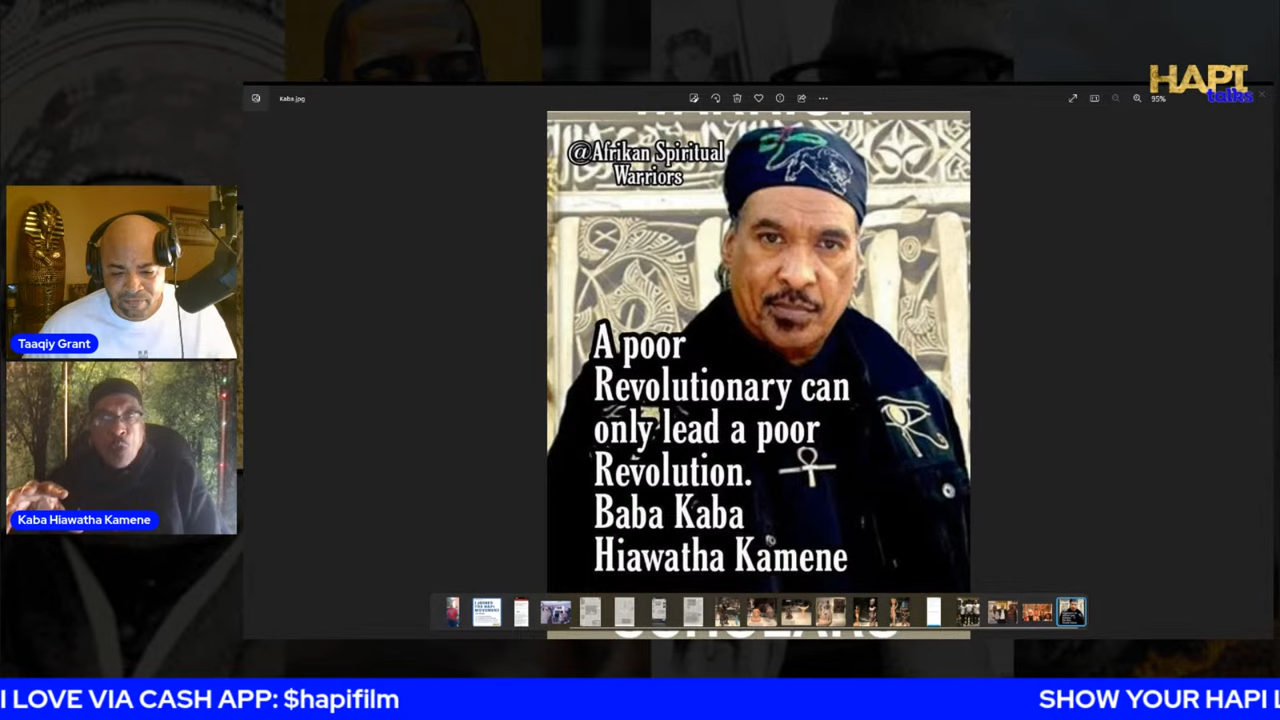 HAPI
talks
Kaba.jpg
95%
@Afrikan Spiritual
Warriors
A poor
Revolutionary can
only lead a poor
Revolution.
Baba Kaba
Hiawatha Kamene
Taaqiy Grant
Kaba Hiawatha Kamene
I LOVE VIA CASH APP: $hapifilm
SHOW YOUR HAPI L